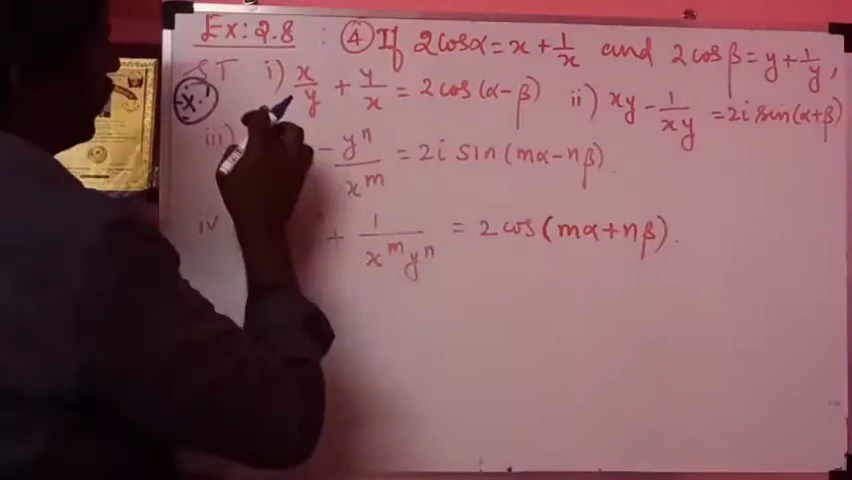 Ex: 2.8 : ④ If 2cosα = x + 1/x and 2cosβ = y + 1/y,
ST i) x/y + y/x = 2cos(α-β) ii) xy - 1/xy = 2i sin(α+β)
iii) - yⁿ/xᵐ = 2i sin(mα-nβ).
iv + 1/xᵐyⁿ = 2cos(mα+nβ).